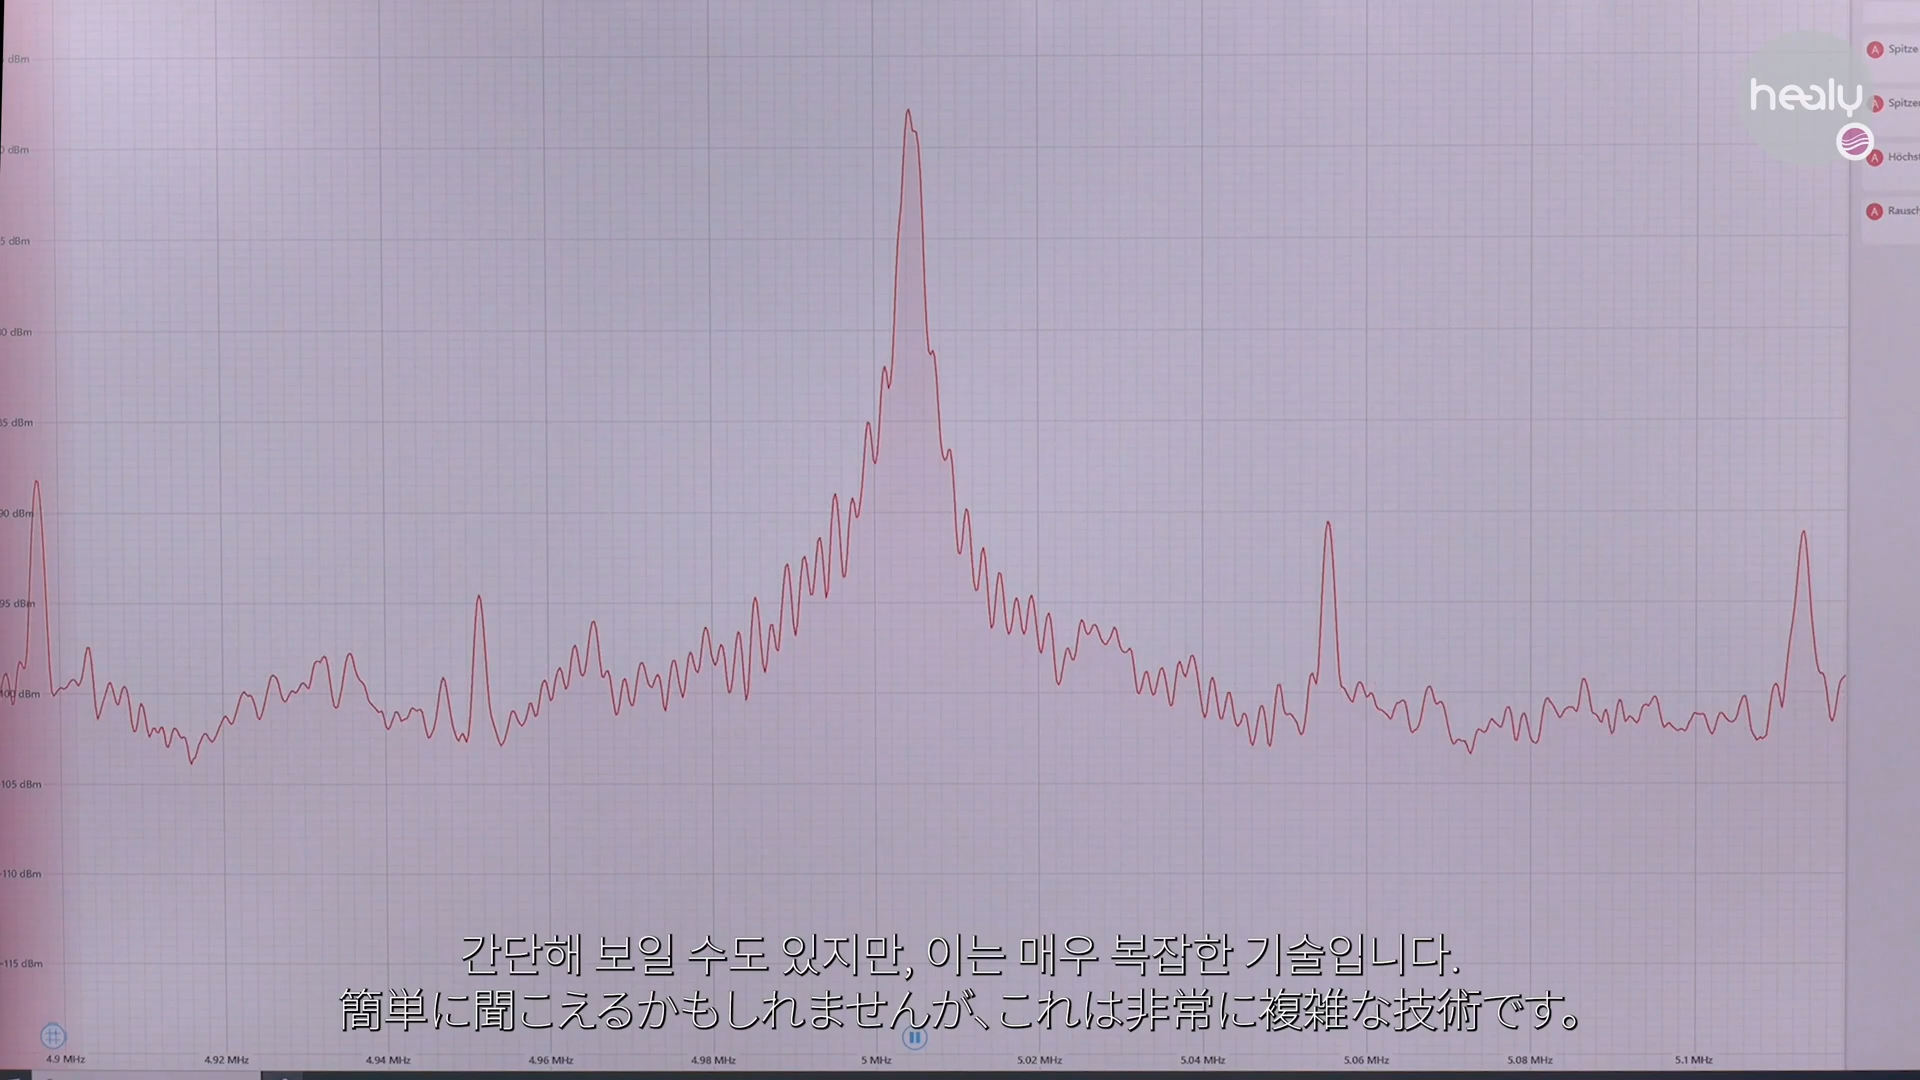 healy
Spitze
0 dBm
5 dBm
0 dBm
90 dBm
95 dBm
-105 dBm
-110 dBm
-115 dBm
간단해 보일 수도 있지만, 이는 매우 복잡한 기술입니다.
簡単に聞こえるかもしれませんが、これは非常に複雑な技術です。
4.9 MHz 4.92 MHz 4.94 MHz 4.96 MHz 4.98 MHz 5 MHz 5.02 MHz 5.04 MHz 5.06 MHz 5.08 MHz 5.1 MHz